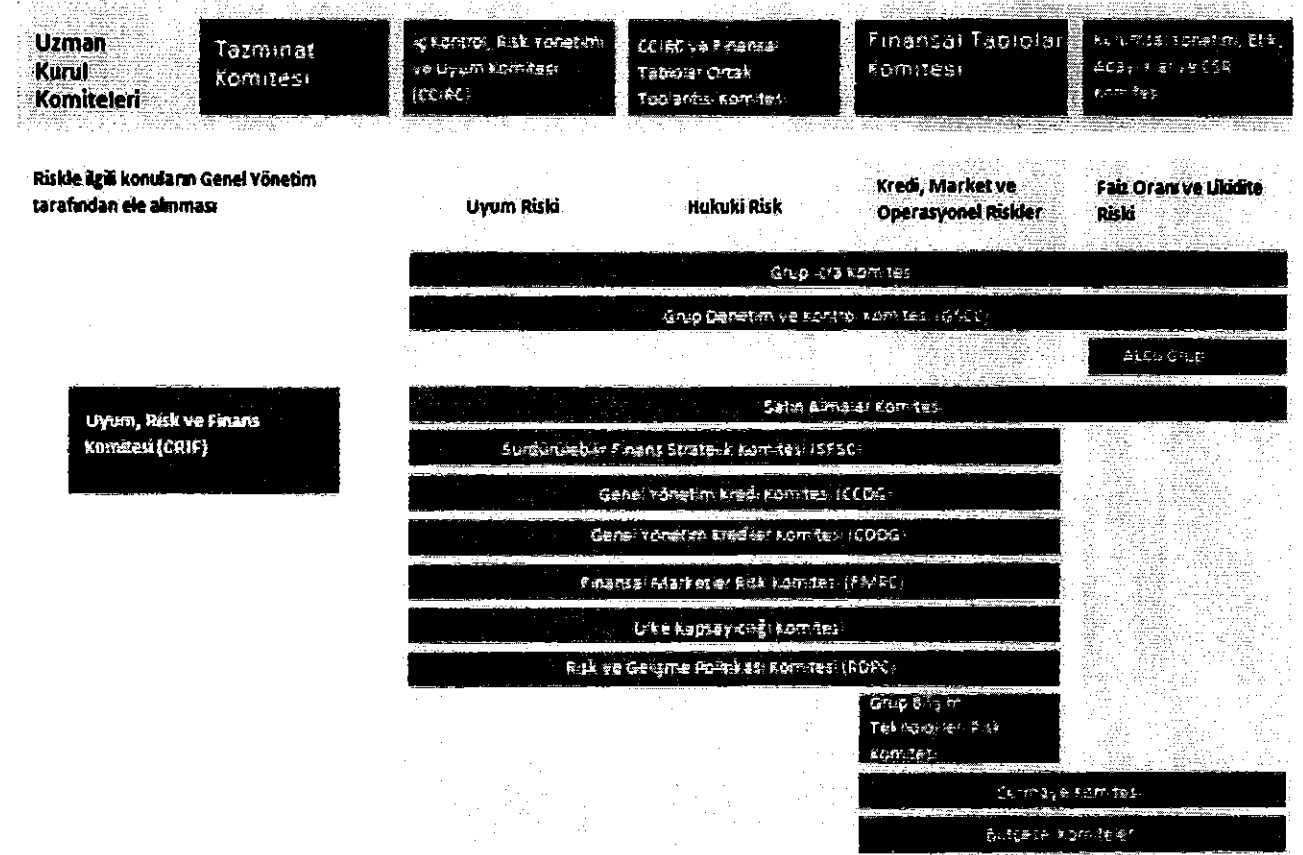 Uzman
Kurul
Komiteleri
Tazminat
Komitesi
İç Kontrol, Risk Yönetimi
ve Uyum Komitesi
(CCIRC)
CCIRC ve Finansal
Tablolar Ortak
Toplantısı Komitesi
Finansal Tablolar
Komitesi
Kurumsal Yönetim, Etik,
ve CSR
Komitesi
Riskle ilgili konuların Genel Yönetim
tarafından ele alınması
Uyum Riski
Hukuki Risk
Kredi, Market ve
Operasyonel Riskler
Faiz Oranı ve Likidite
Riski
Grup İcra Komitesi
Grup Denetim ve Kontrol Komitesi (GSCC)
ALCo Grup
Uyum, Risk ve Finans
Komitesi (CRIF)
Satın Almalar Komitesi
Sürdürülebilir Finans Stratejik Komitesi (SFSC)
Genel Yönetim Kredi Komitesi (CCDG)
Genel Yönetim Krediler Komitesi (CDDG)
Finansal Marketler Risk Komitesi (FMRC)
Ülke Kapsayıcılığı Komitesi
Risk ve Gelişme Politikası Komitesi (RDPC)
Grup Bilişim
Teknolojileri Risk
Komitesi
Sermaye Komitesi
Bütçesel Komiteler